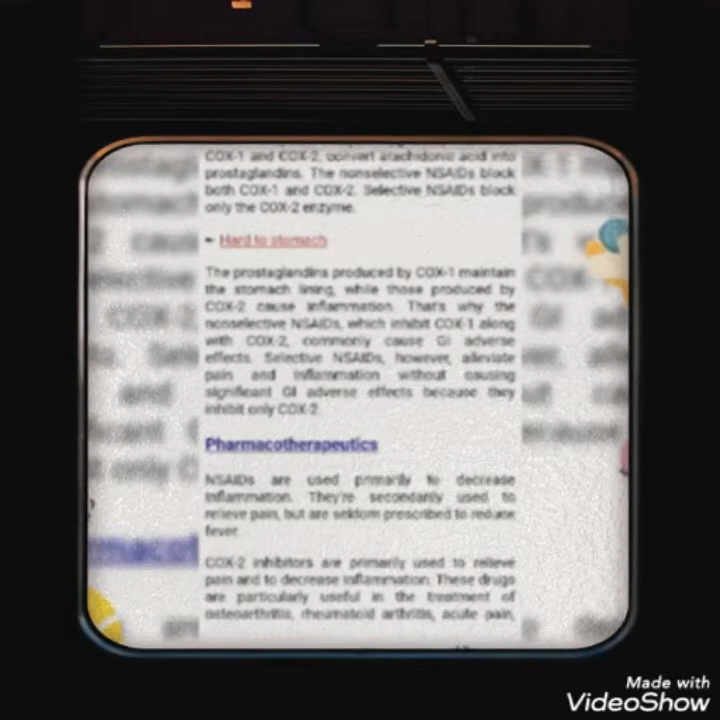 COX-1 and COX-2, convert arachidonic acid into
prostaglandins. The nonselective NSAIDs block
both COX-1 and COX-2. Selective NSAIDs block
only the COX-2 enzyme.
Hard to stomach
The prostaglandins produced by COX-1 maintain
the stomach lining, while those produced by
COX-2 cause inflammation. That's why the
nonselective NSAIDs, which inhibit COX-1 along
with COX-2, commonly cause GI adverse
effects. Selective NSAIDs, however, alleviate
pain and inflammation without causing
significant GI adverse effects because they
inhibit only COX-2.
Pharmacotherapeutics
NSAIDs are used primarily to decrease
inflammation. They're secondarily used to
relieve pain, but are seldom prescribed to reduce
fever.
COX-2 inhibitors are primarily used to relieve
pain and to decrease inflammation. These drugs
are particularly useful in the treatment of
osteoarthritis, rheumatoid arthritis, acute pain,
Made with
VideoShow